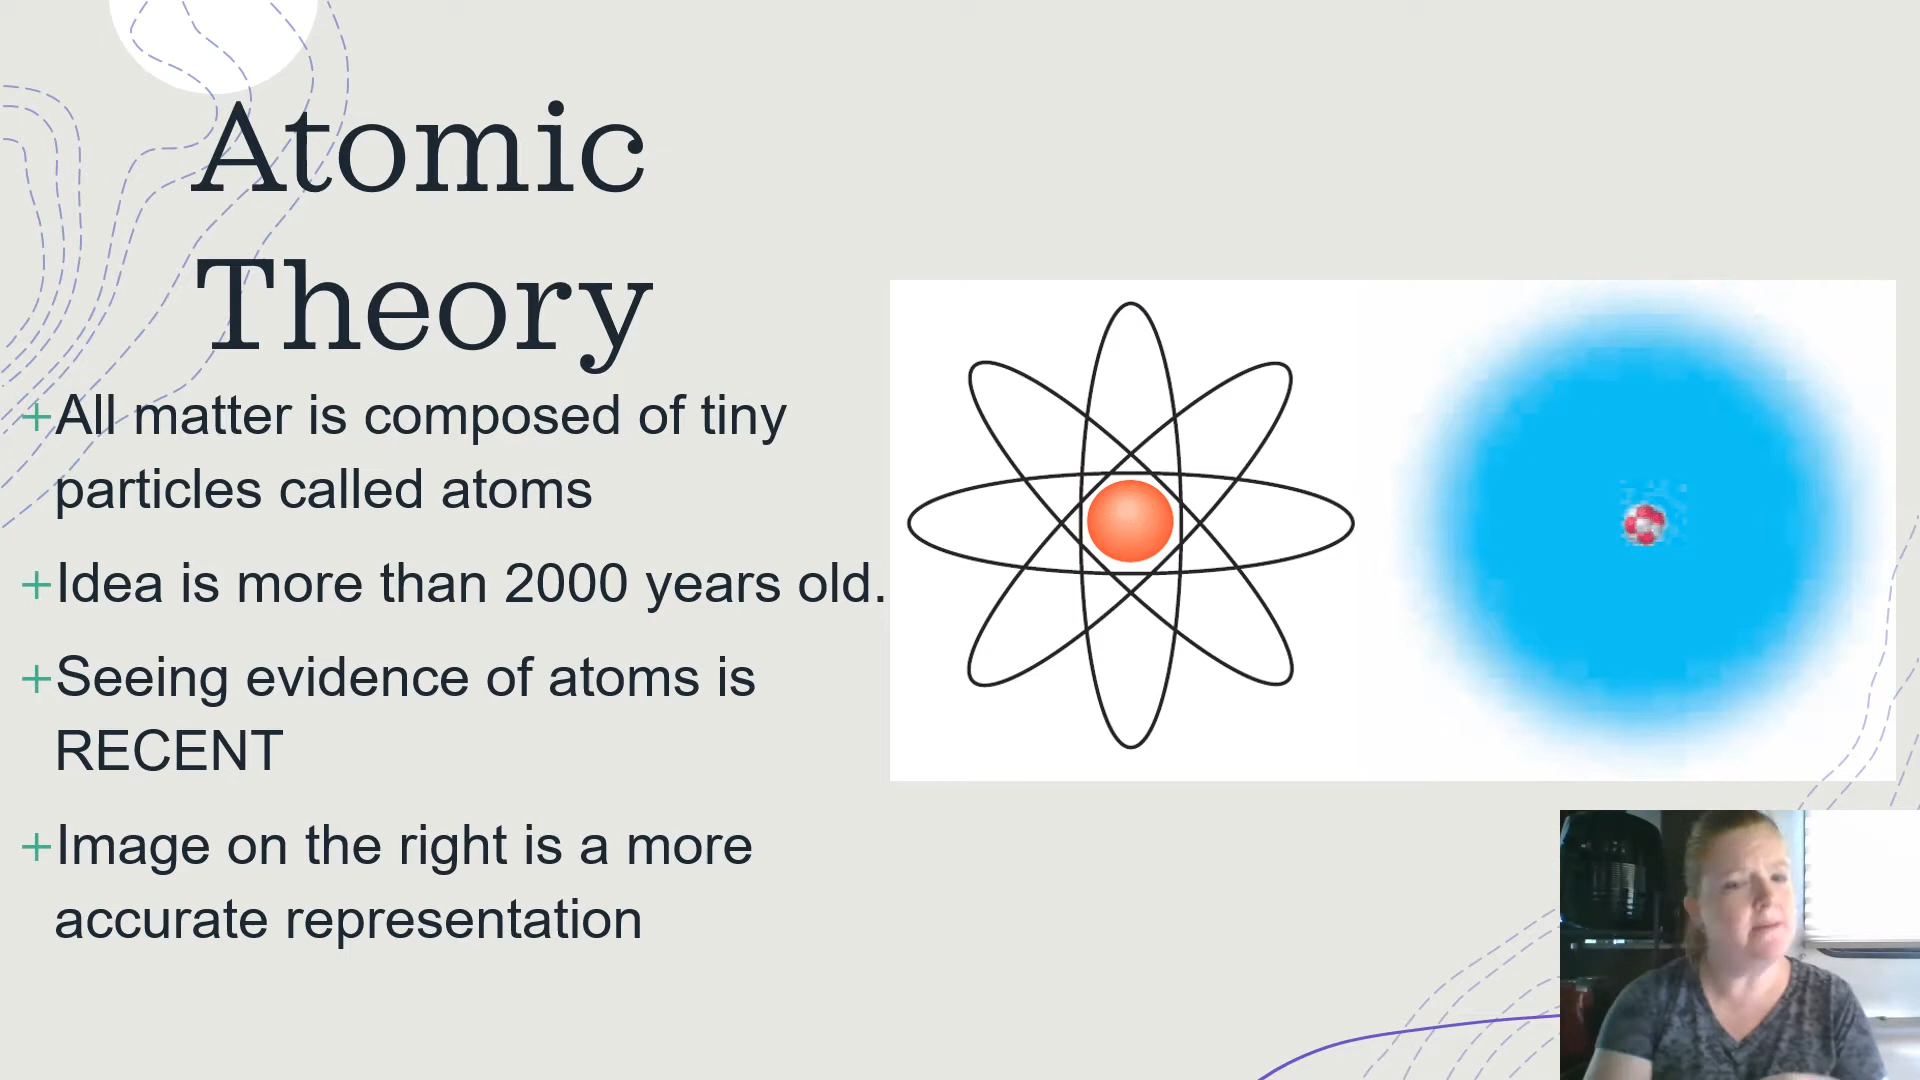 Atomic
Theory
+All matter is composed of tiny
particles called atoms
+Idea is more than 2000 years old.
+Seeing evidence of atoms is
RECENT
+Image on the right is a more
accurate representation